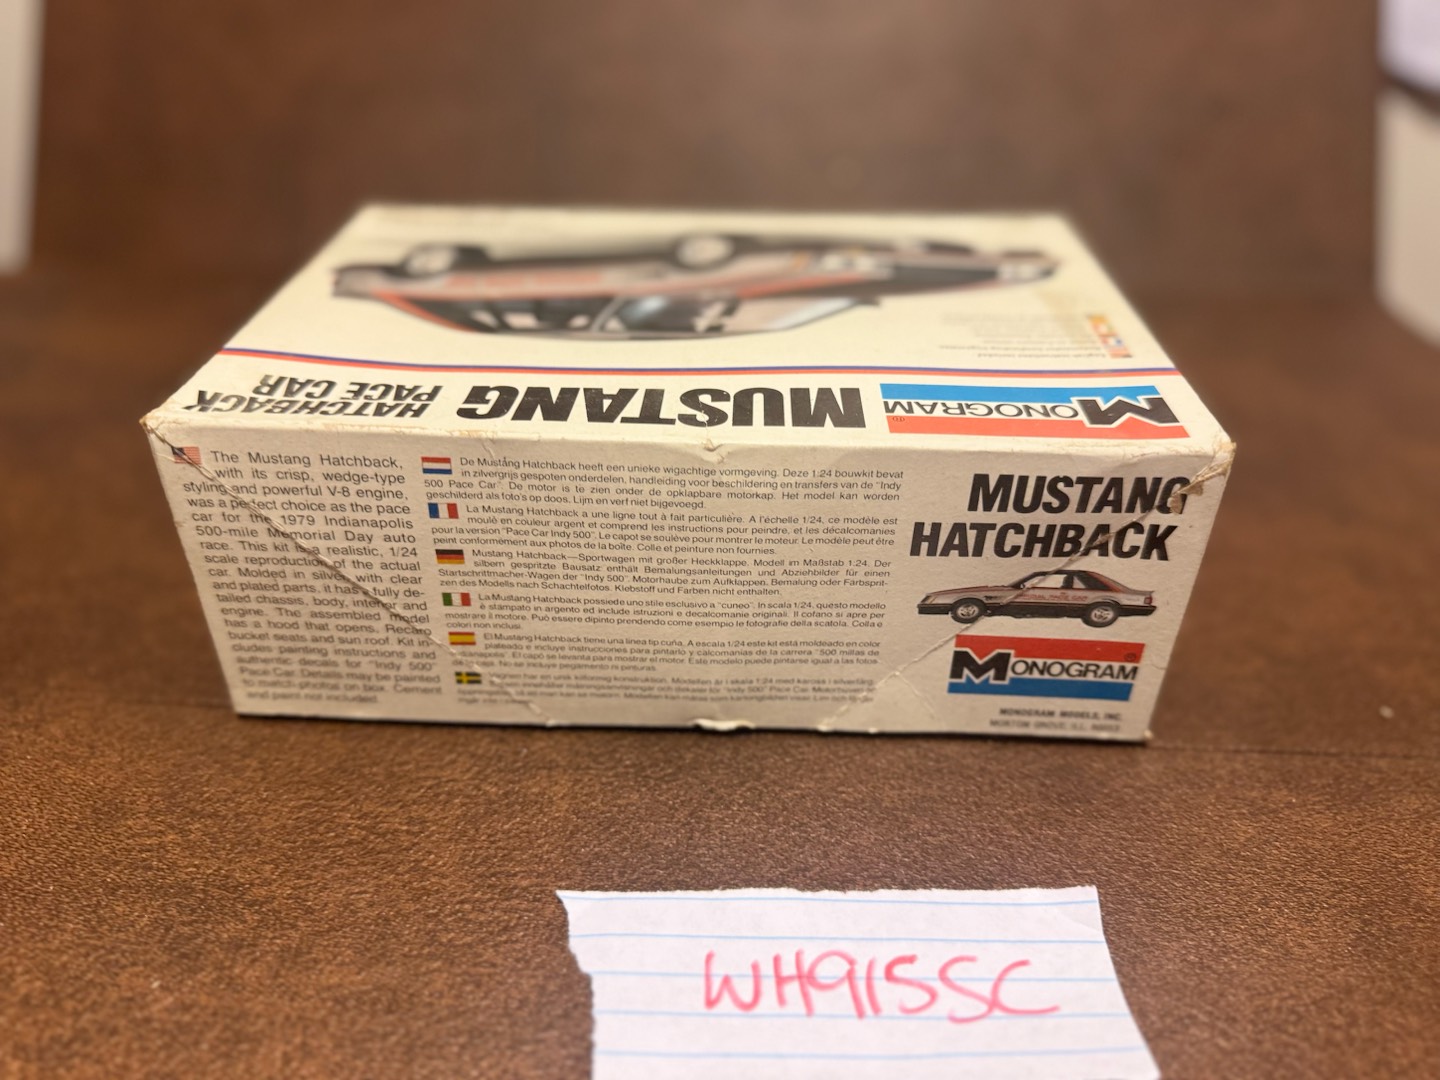 HATCHBACK
PACE CAR
MUSTANG
MONOGRAM
The Mustang Hatchback,
with its crisp, wedge-type
styling and powerful V-8 engine,
was a perfect choice as the pace
car for the 1979 Indianapolis
500-mile Memorial Day auto
race. This kit is a realistic, 1/24
scale reproduction of the actual
car. Molded in silver with clear
and plated parts, it has a fully de-
tailed chassis, body, interior and
engine. The assembled model
has a hood that opens, Recaro
bucket seats and sun roof. Kit in-
cludes painting instructions and
authentic decals for "Indy 500"
Pace Car. Details may be painted
to match photos on box. Cement
and paint not included.
De Mustang Hatchback heeft een unieke wigachtige vormgeving. Deze 1:24 bouwkit bevat
in zilvergrijs gespoten onderdelen, handleiding voor beschildering en transfers van de "Indy
500 Pace Car". De motor is te zien onder de opklapbare motorkap. Het model kan worden
geschilderd als foto's op doos. Lijm en verf niet bijgevoegd.
La Mustang Hatchback a une ligne tout à fait particulière. A l'échelle 1/24, ce modèle est
moulé en couleur argent et comprend les instructions pour peindre, et les décalcomanies
pour la version "Pace Car Indy 500". Le capot se soulève pour montrer le moteur. Le modèle peut être
peint conformément aux photos de la boîte. Colle et peinture non fournies.
Mustang Hatchback—Sportwagen mit großer Heckklappe. Modell im Maßstab 1:24. Der
silbern gespritzte Bausatz enthält Bemalungsanleitungen und Abziehbilder für einen
Startschrittmacher-Wagen der "Indy 500". Motorhaube zum Aufklappen. Bemalung oder Farbsprit-
zen des Modells nach Schachtelfotos. Klebstoff und Farben nicht enthalten.
La Mustang Hatchback possiede uno stile esclusivo a "cuneo". In scala 1/24, questo modello
è stampato in argento ed include istruzioni e decalcomanie originali. Il cofano si apre per
mostrare il motore. Può essere dipinto prendendo come esempio le fotografie della scatola. Colla e
colori non inclusi.
El Mustang Hatchback tiene una línea tip cuña. A escala 1/24 este kit está moldeado en color
plateado e incluye instrucciones para pintarlo y calcomanías de la carrera "500 millas de
Indianapolis". El capó se levanta para mostrar el motor. Este modelo puede pintarse igual a las fotos
de la caja. No se incluye pegamento ni pinturas.
unik kilformig konstruktion. Modellen är i skala 1:24 med kaross i silverfärg.
MUSTANG
HATCHBACK
MONOGRAM
MONOGRAM MODELS, INC.
MORTON GROVE, ILL. 60053
WH915SC